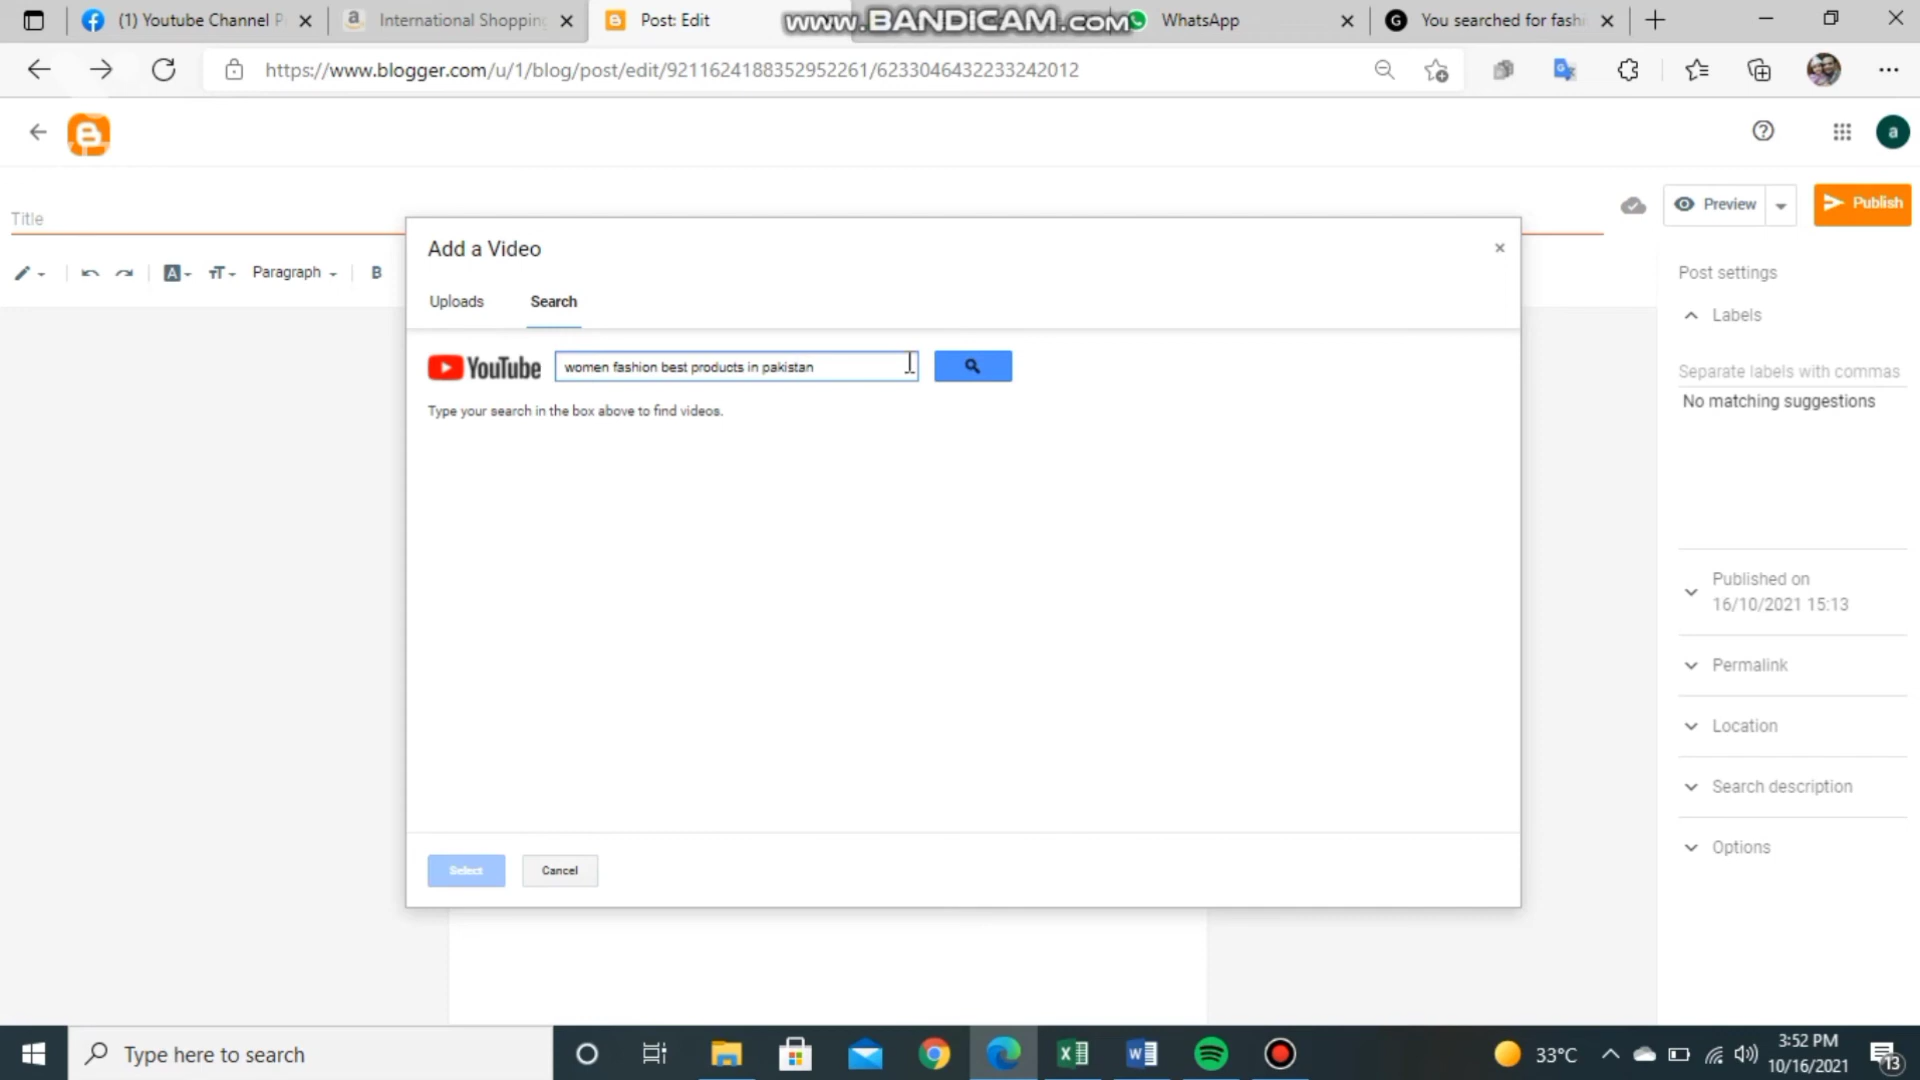 (1) Youtube Channel P
International Shopping
Post: Edit
www.BANDICAM.com
WhatsApp
You searched for fashi
https://www.blogger.com/u/1/blog/post/edit/9211624188352952261/6233046432233242012
a
Title
Preview
Publish
Paragraph
B
Add a Video
Uploads
Search
YouTube
women fashion best products in pakistan
Type your search in the box above to find videos.
Select
Cancel
Post settings
Labels
Separate labels with commas
No matching suggestions
Published on
16/10/2021 15:13
Permalink
Location
Search description
Options
Type here to search
33°C
3:52 PM
10/16/2021
13